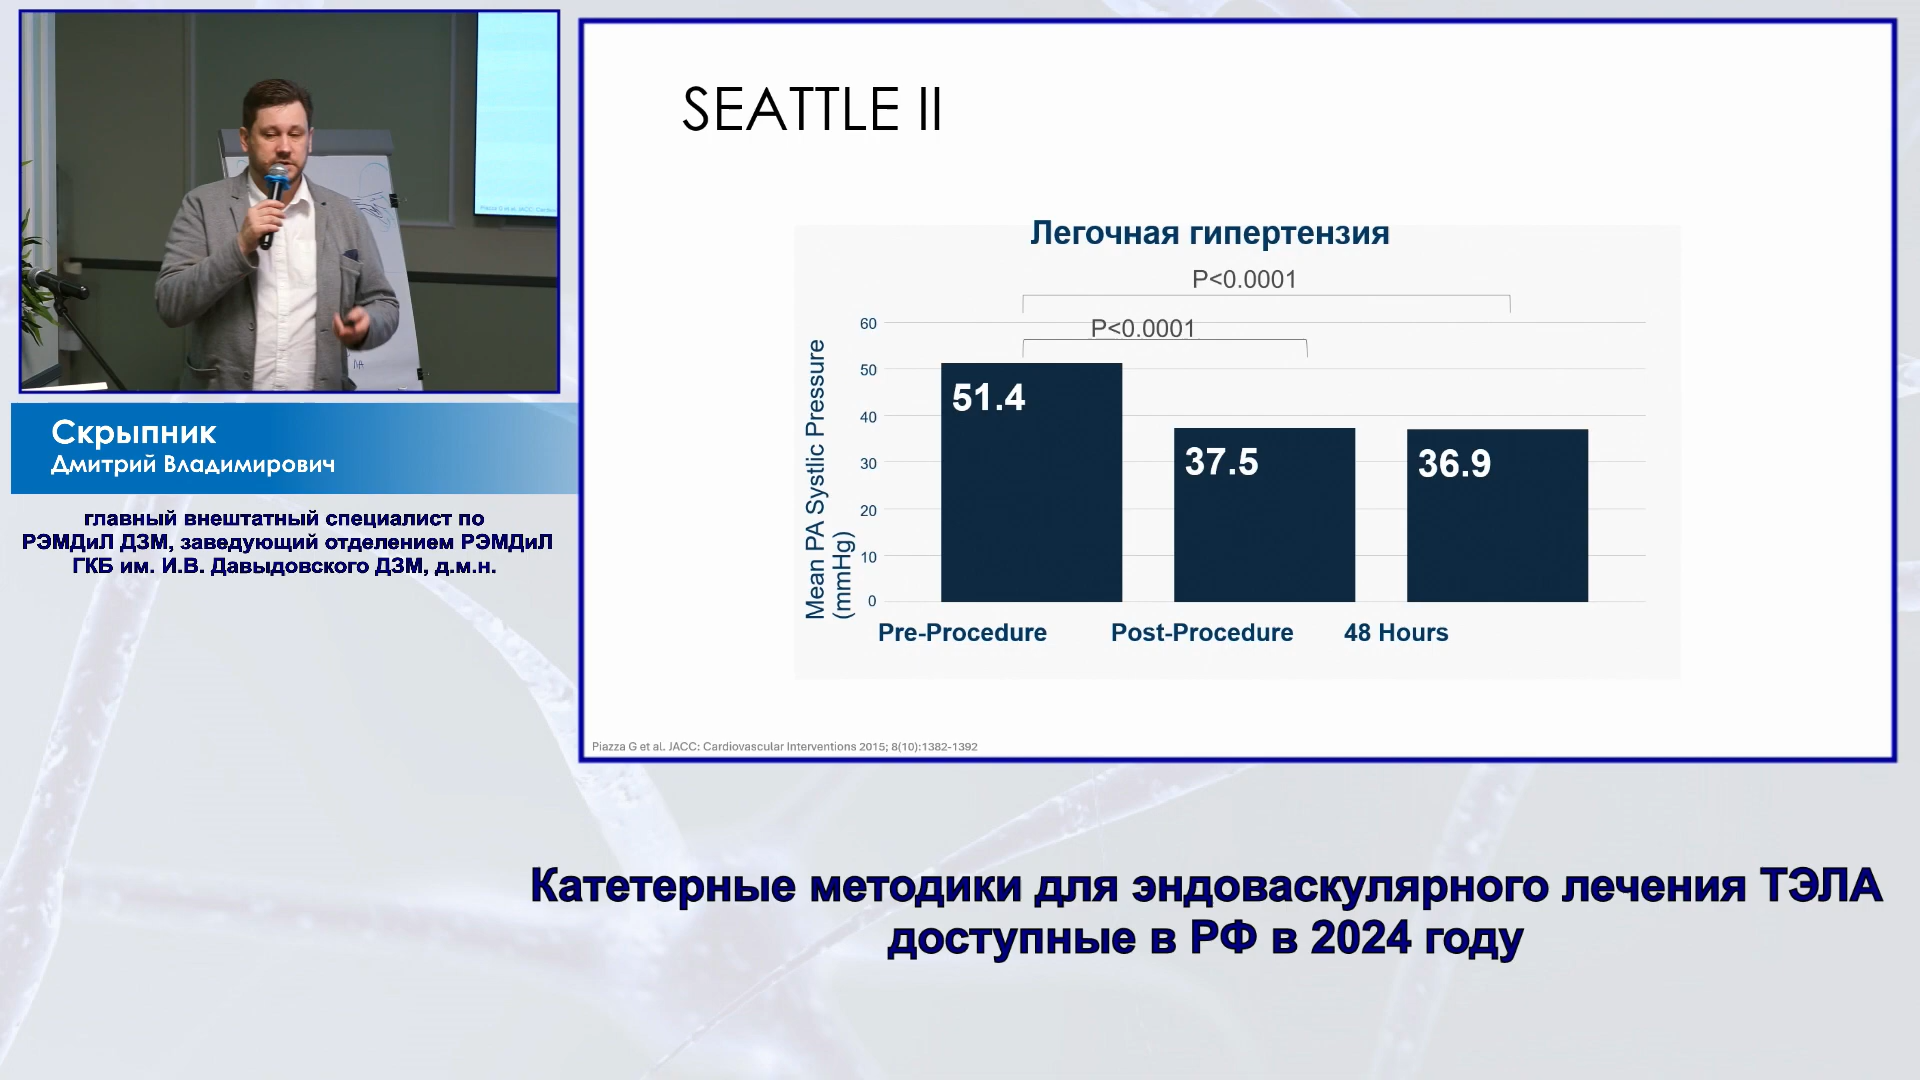 SEATTLE II
Легочная гипертензия
P<0.0001
P<0.0001
Mean PA Systlic Pressure
(mmHg)
60
50
40
30
20
10
0
51.4
37.5
36.9
Pre-Procedure
Post-Procedure
48 Hours
Piazza G et al. JACC: Cardiovascular Interventions 2015; 8(10):1382-1392
Скрыпник
Дмитрий Владимирович
главный внештатный специалист по
РЭМДиЛ ДЗМ, заведующий отделением РЭМДиЛ
ГКБ им. И.В. Давыдовского ДЗМ, д.м.н.
Катетерные методики для эндоваскулярного лечения ТЭЛА
доступные в РФ в 2024 году